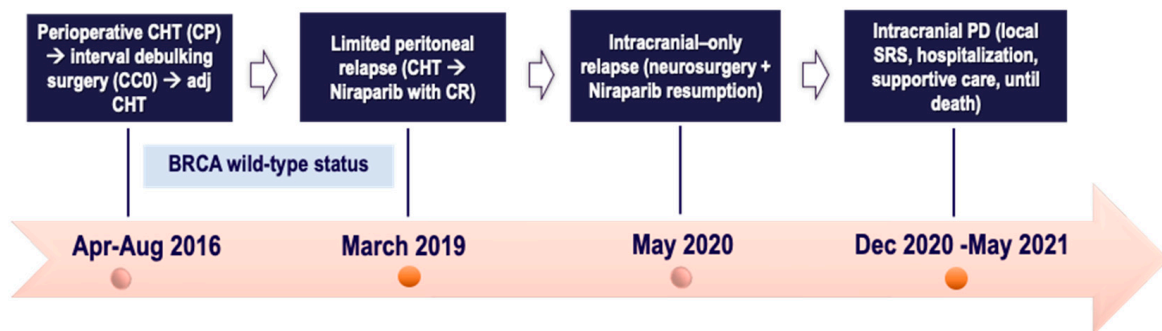 Perioperative CHT (CP)
→ interval debulking
surgery (CC0) → adj
CHT
Limited peritoneal
relapse (CHT →
Niraparib with CR)
Intracranial–only
relapse (neurosurgery +
Niraparib resumption)
Intracranial PD (local
SRS, hospitalization,
supportive care, until
death)
BRCA wild-type status
Apr-Aug 2016
March 2019
May 2020
Dec 2020 -May 2021